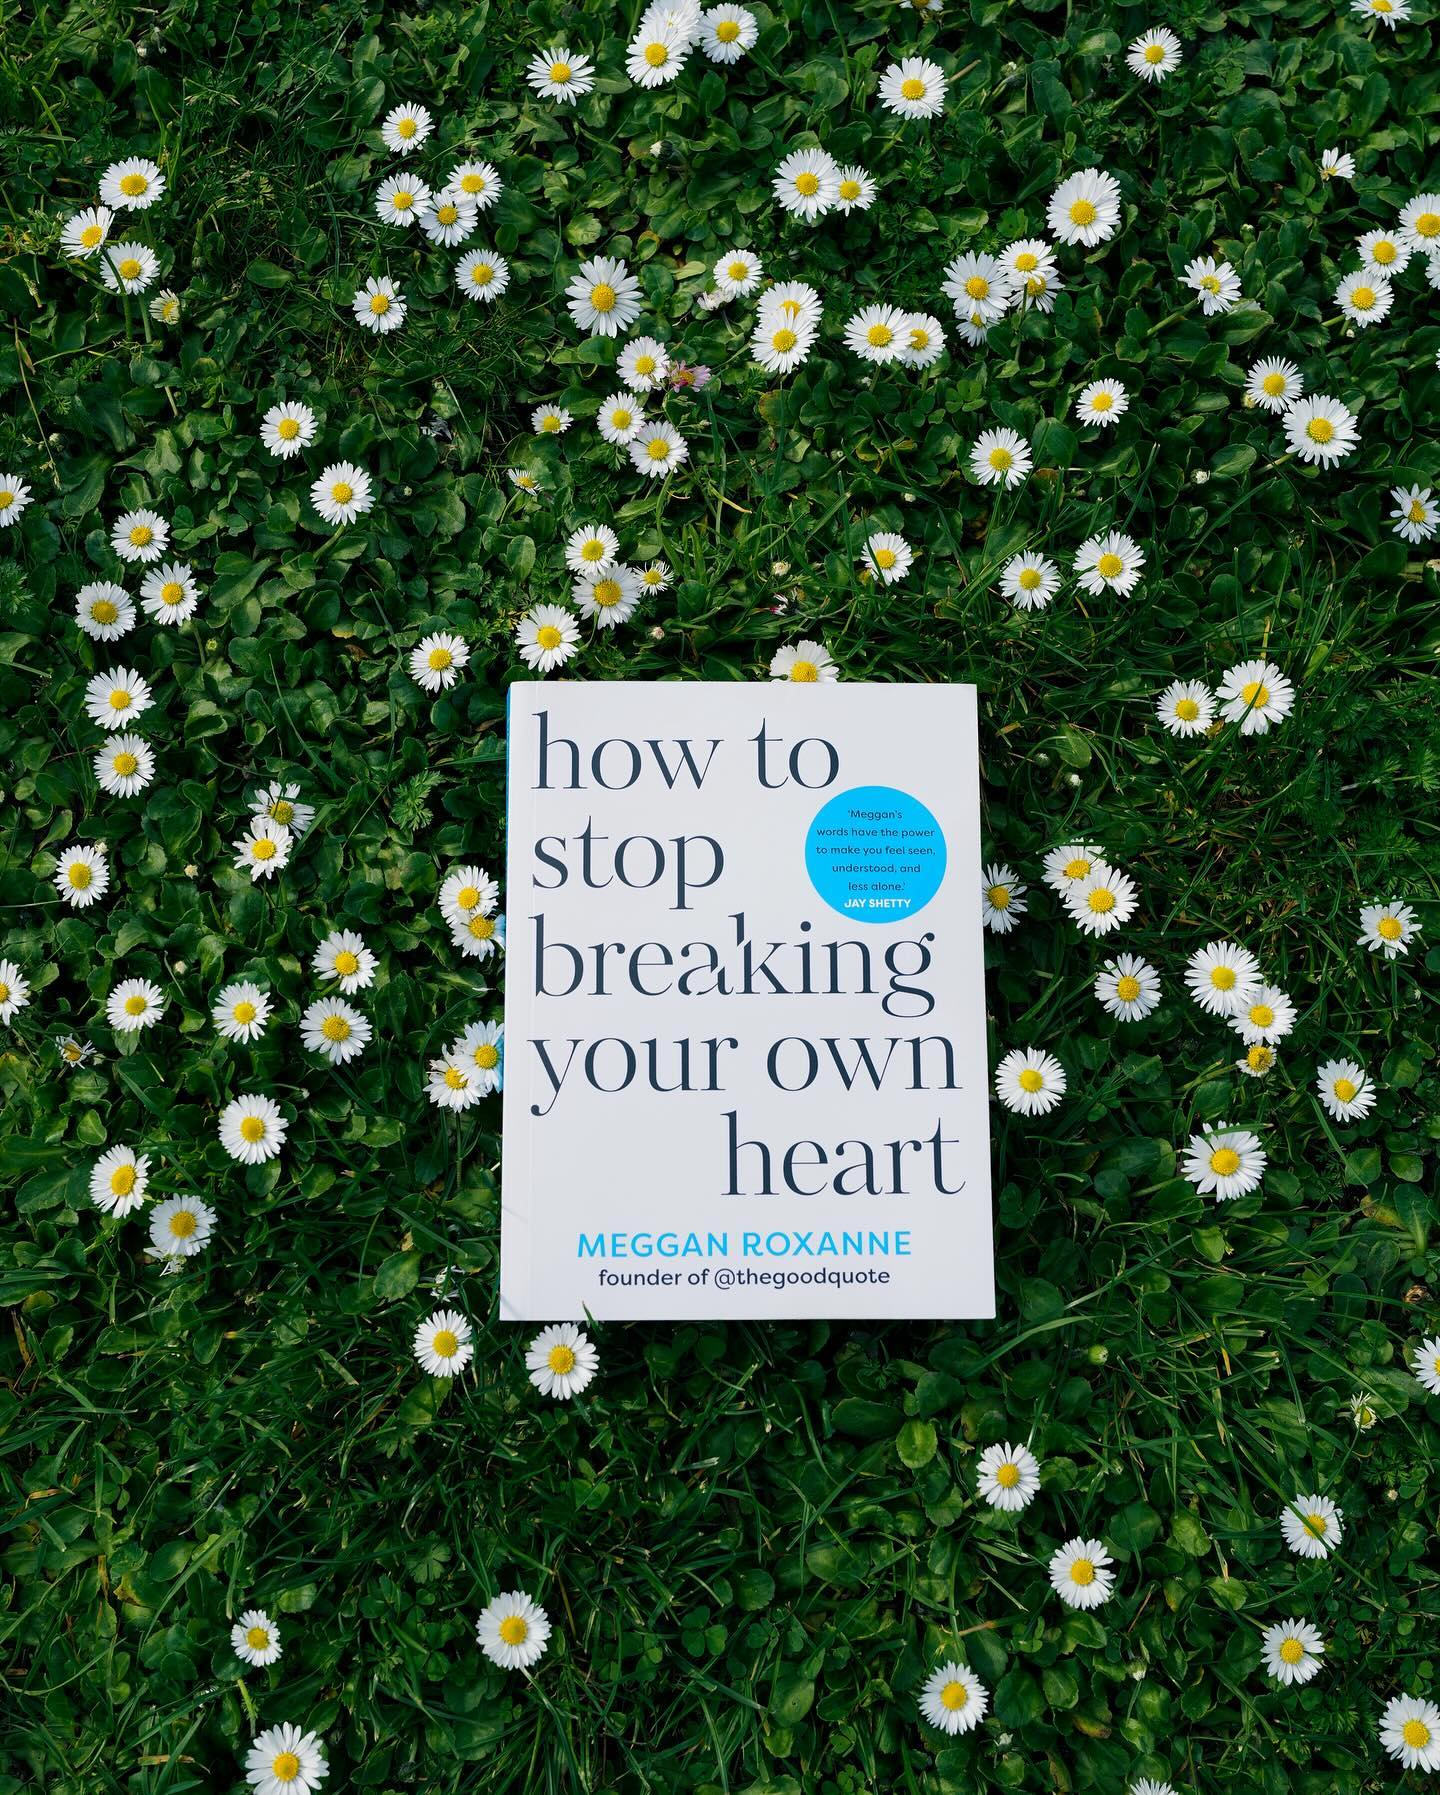 how to
stop
'Meggan's
words have the power
to make you feel seen,
understood, and
less alone.'
JAY SHETTY
breaking
your own
heart
MEGGAN ROXANNE
founder of @thegoodquote